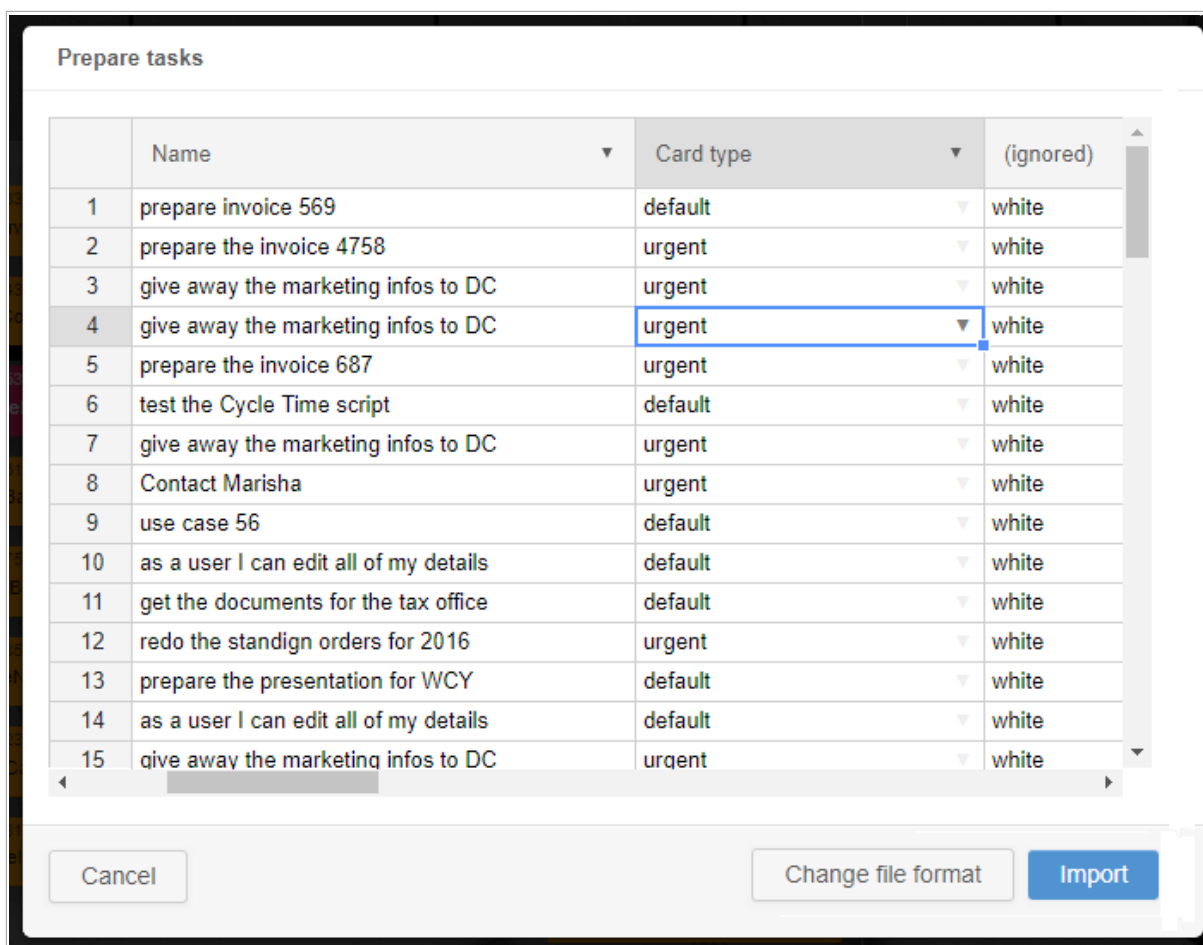 Prepare tasks
Name ▼ Card type ▼ (ignored)
1 prepare invoice 569 default white
2 prepare the invoice 4758 urgent white
3 give away the marketing infos to DC urgent white
4 give away the marketing infos to DC urgent white
5 prepare the invoice 687 urgent white
6 test the Cycle Time script default white
7 give away the marketing infos to DC urgent white
8 Contact Marisha urgent white
9 use case 56 default white
10 as a user I can edit all of my details default white
11 get the documents for the tax office default white
12 redo the standign orders for 2016 urgent white
13 prepare the presentation for WCY default white
14 as a user I can edit all of my details default white
15 give away the marketing infos to DC urgent white
Cancel Change file format Import